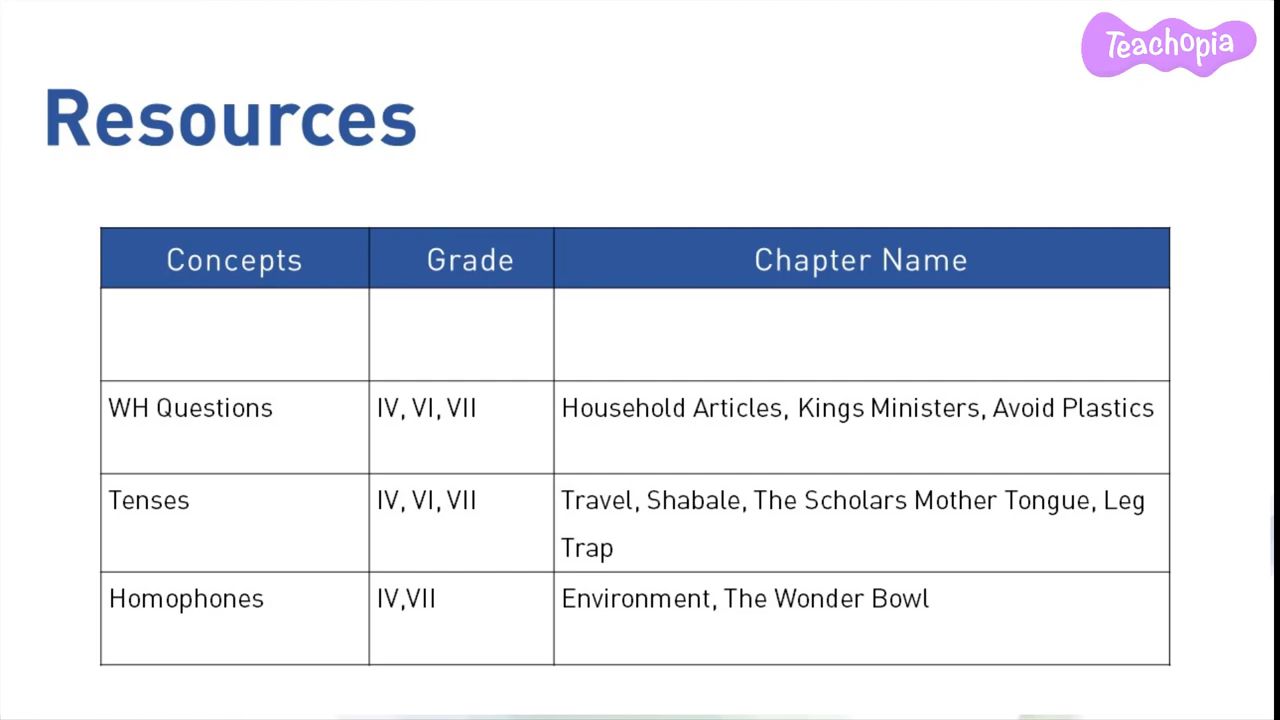 Teachopia
Resources
Concepts Grade Chapter Name
WH Questions IV, VI, VII Household Articles, Kings Ministers, Avoid Plastics
Tenses IV, VI, VII Travel, Shabale, The Scholars Mother Tongue, Leg
Trap
Homophones IV,VII Environment, The Wonder Bowl